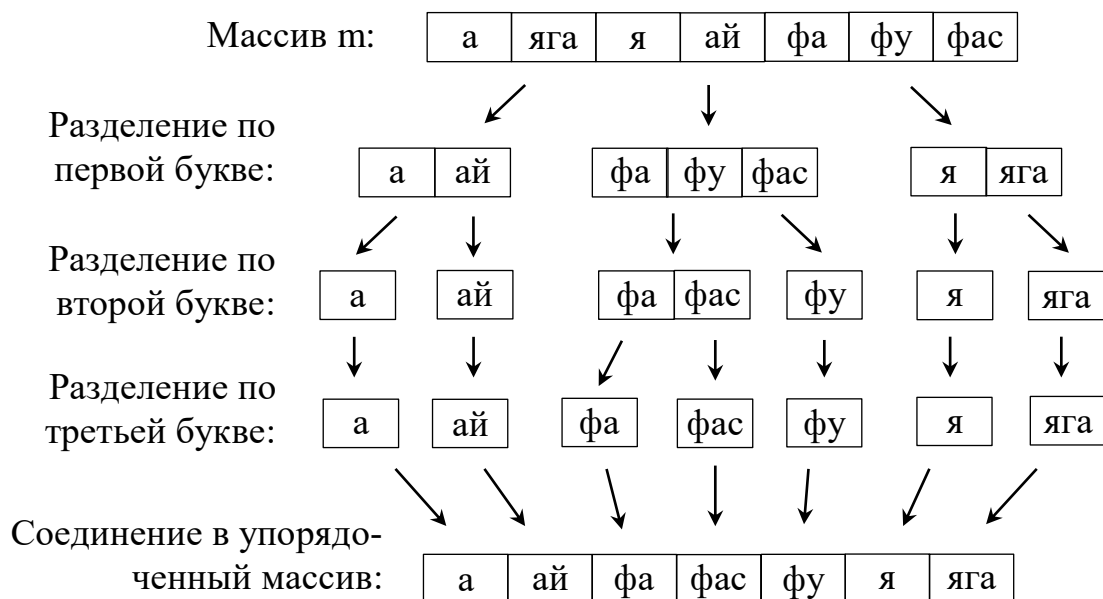 Массив m: а яга я ай фа фу фас
Разделение по
первой букве: а ай фа фу фас я яга
Разделение по
второй букве: а ай фа фас фу я яга
Разделение по
третьей букве: а ай фа фас фу я яга
Соединение в упорядо-
ченный массив: а ай фа фас фу я яга